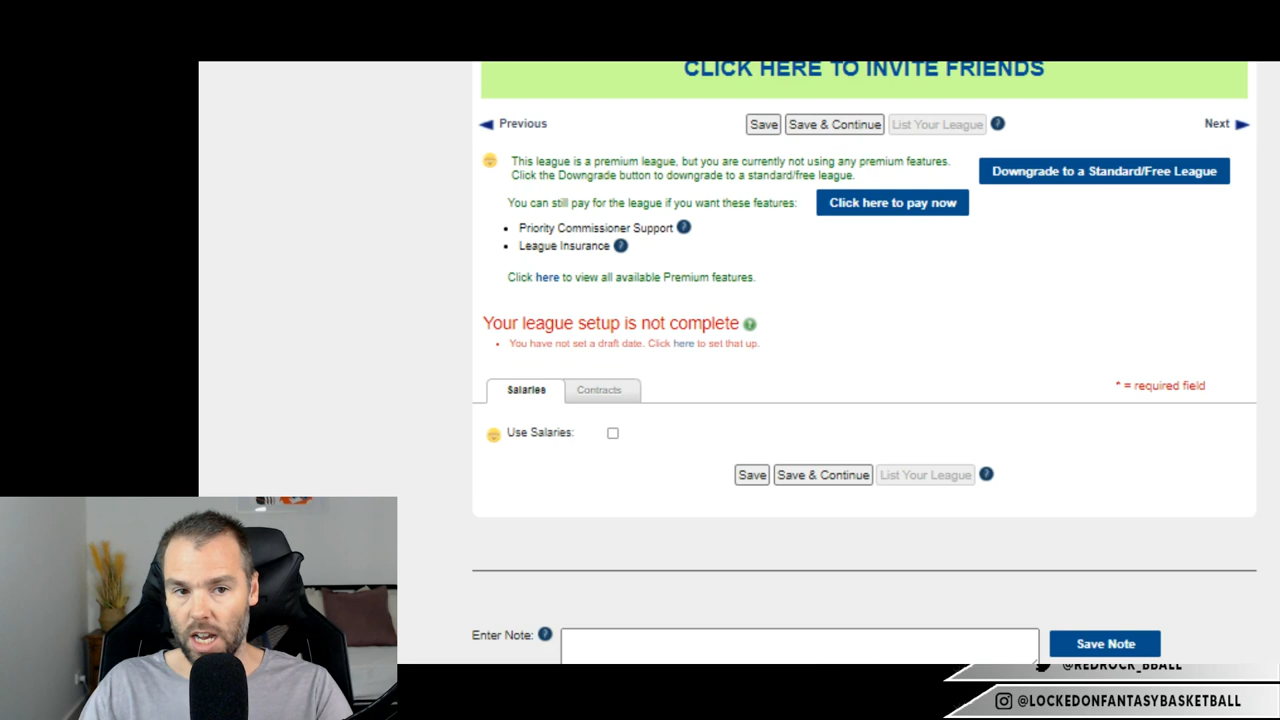 CLICK HERE TO INVITE FRIENDS
Previous
Save
Save & Continue
List Your League
Next
This league is a premium league, but you are currently not using any premium features.
Click the Downgrade button to downgrade to a standard/free league.
Downgrade to a Standard/Free League
You can still pay for the league if you want these features:
Click here to pay now
Priority Commissioner Support
League Insurance
Click here to view all available Premium features.
Your league setup is not complete
You have not set a draft date. Click here to set that up.
Salaries
Contracts
* = required field
Use Salaries:
Save
Save & Continue
List Your League
Enter Note:
Save Note
@REDROCK_BBALL
@LOCKEDONFANTASYBASKETBALL